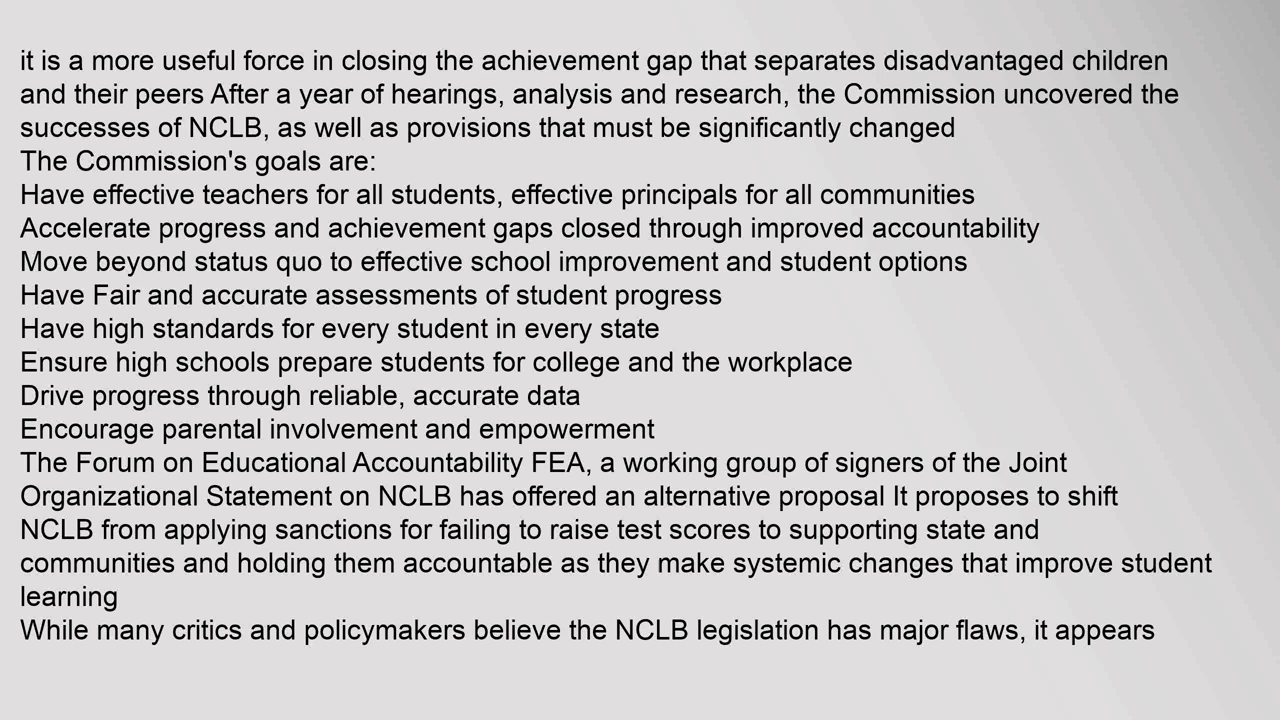 it is a more useful force in closing the achievement gap that separates disadvantaged children
and their peers After a year of hearings, analysis and research, the Commission uncovered the
successes of NCLB, as well as provisions that must be significantly changed
The Commission's goals are:
Have effective teachers for all students, effective principals for all communities
Accelerate progress and achievement gaps closed through improved accountability
Move beyond status quo to effective school improvement and student options
Have Fair and accurate assessments of student progress
Have high standards for every student in every state
Ensure high schools prepare students for college and the workplace
Drive progress through reliable, accurate data
Encourage parental involvement and empowerment
The Forum on Educational Accountability FEA, a working group of signers of the Joint
Organizational Statement on NCLB has offered an alternative proposal It proposes to shift
NCLB from applying sanctions for failing to raise test scores to supporting state and
communities and holding them accountable as they make systemic changes that improve student
learning
While many critics and policymakers believe the NCLB legislation has major flaws, it appears